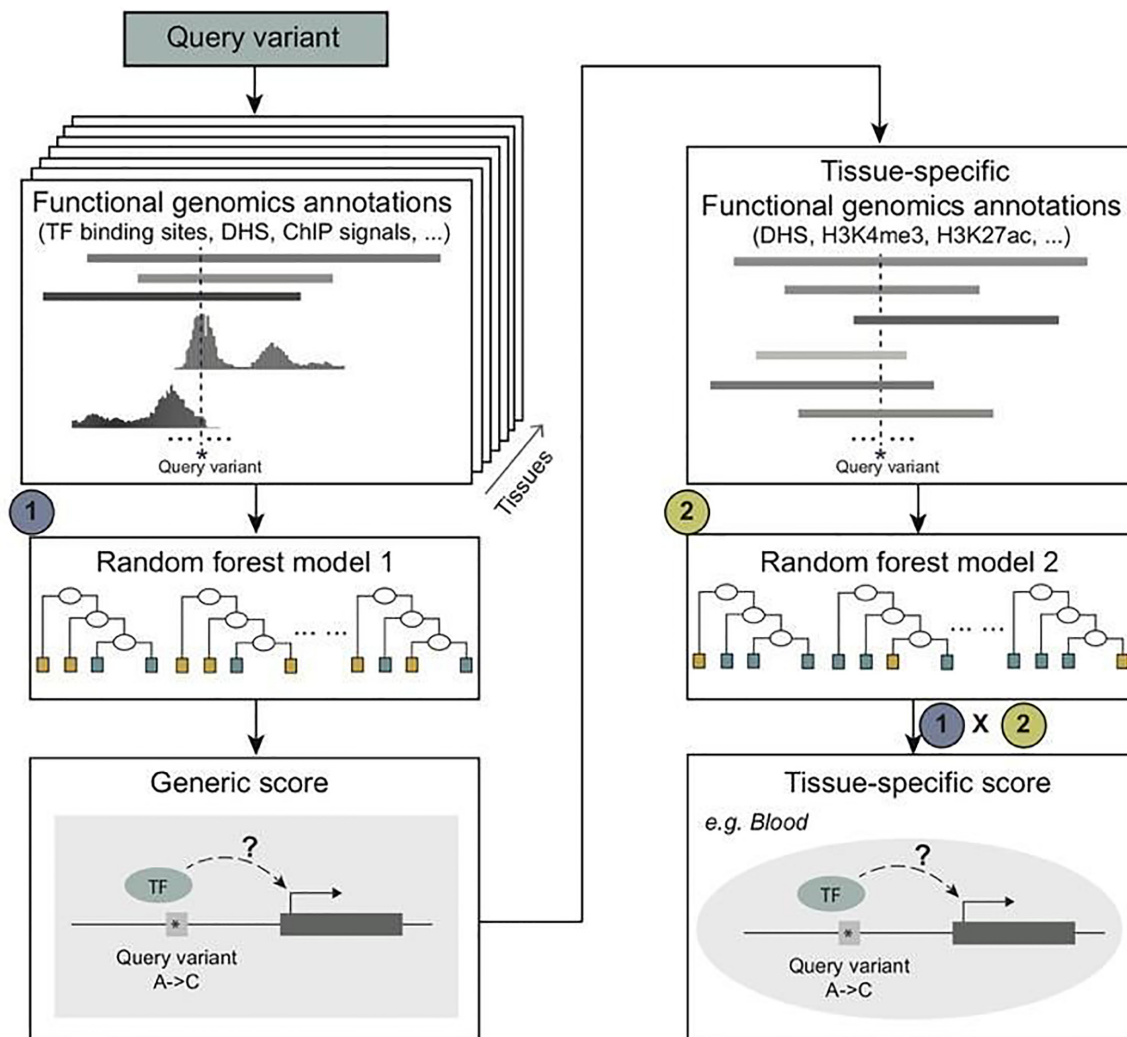 Query variant
Functional genomics annotations
(TF binding sites, DHS, ChIP signals, ...)
... ...
*
Query variant
Tissues
1
Random forest model 1
... ...
Generic score
?
TF
*
Query variant
A->C
Tissue-specific
Functional genomics annotations
(DHS, H3K4me3, H3K27ac, ...)
... ...
*
Query variant
2
Random forest model 2
... ...
1 X 2
Tissue-specific score
e.g. Blood
?
TF
*
Query variant
A->C